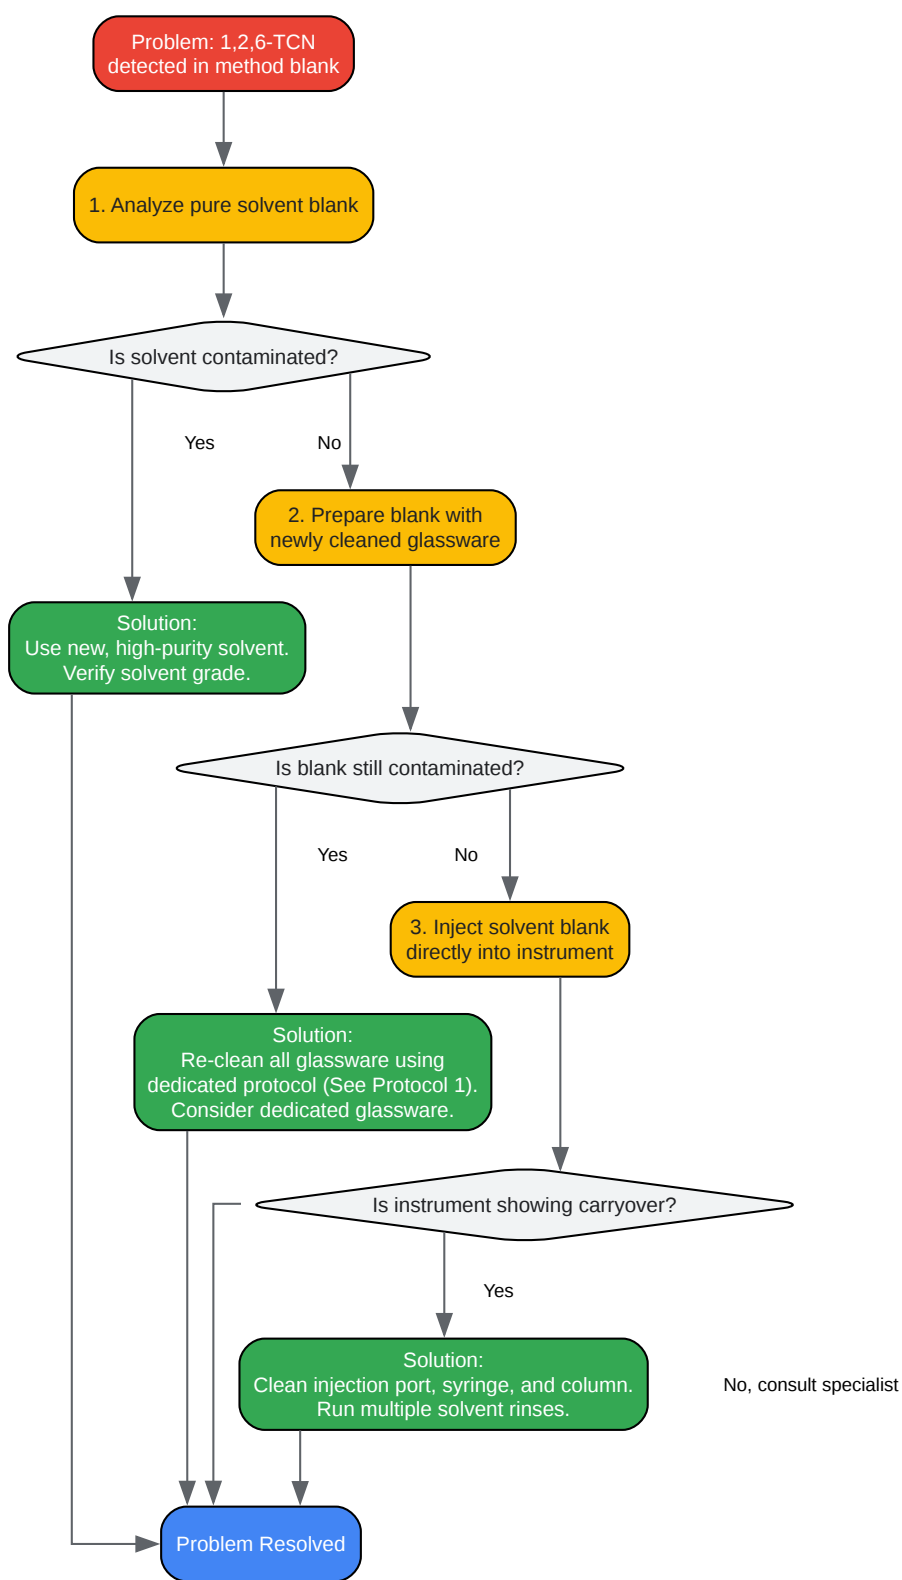 Problem: 1,2,6-TCN
detected in method blank
1. Analyze pure solvent blank
Is solvent contaminated?
Yes
No
2. Prepare blank with
newly cleaned glassware
Solution:
Use new, high-purity solvent.
Verify solvent grade.
Is blank still contaminated?
Yes
No
3. Inject solvent blank
directly into instrument
Solution:
Re-clean all glassware using
dedicated protocol (See Protocol 1).
Consider dedicated glassware.
Is instrument showing carryover?
Yes
Solution:
Clean injection port, syringe, and column.
Run multiple solvent rinses.
No, consult specialist
Problem Resolved